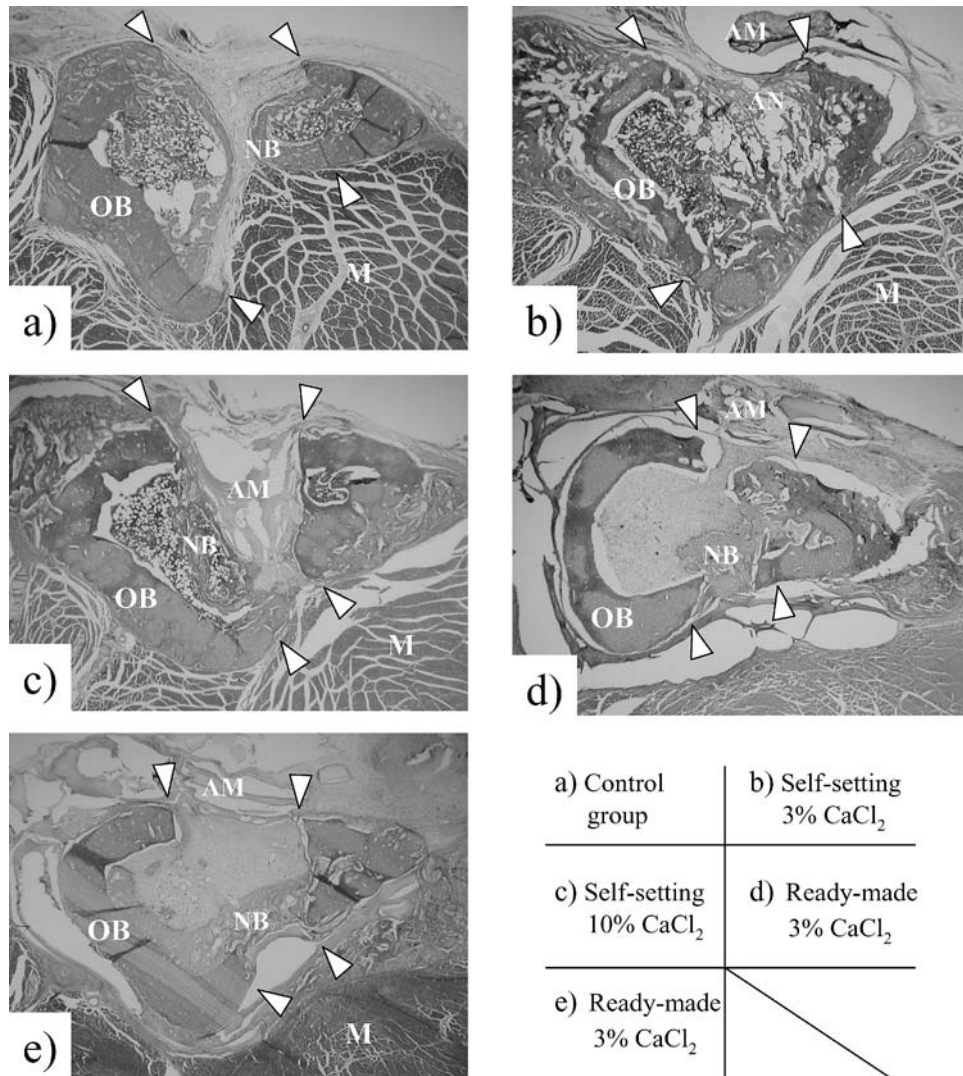 AM
NB
OB
M
a)
AM
AN
OB
M
b)
AM
NB
OB
M
c)
AM
NB
OB
d)
AM
NB
OB
M
e)
a) Control
group
b) Self-setting
3% CaCl₂
c) Self-setting
10% CaCl₂
d) Ready-made
3% CaCl₂
e) Ready-made
3% CaCl₂